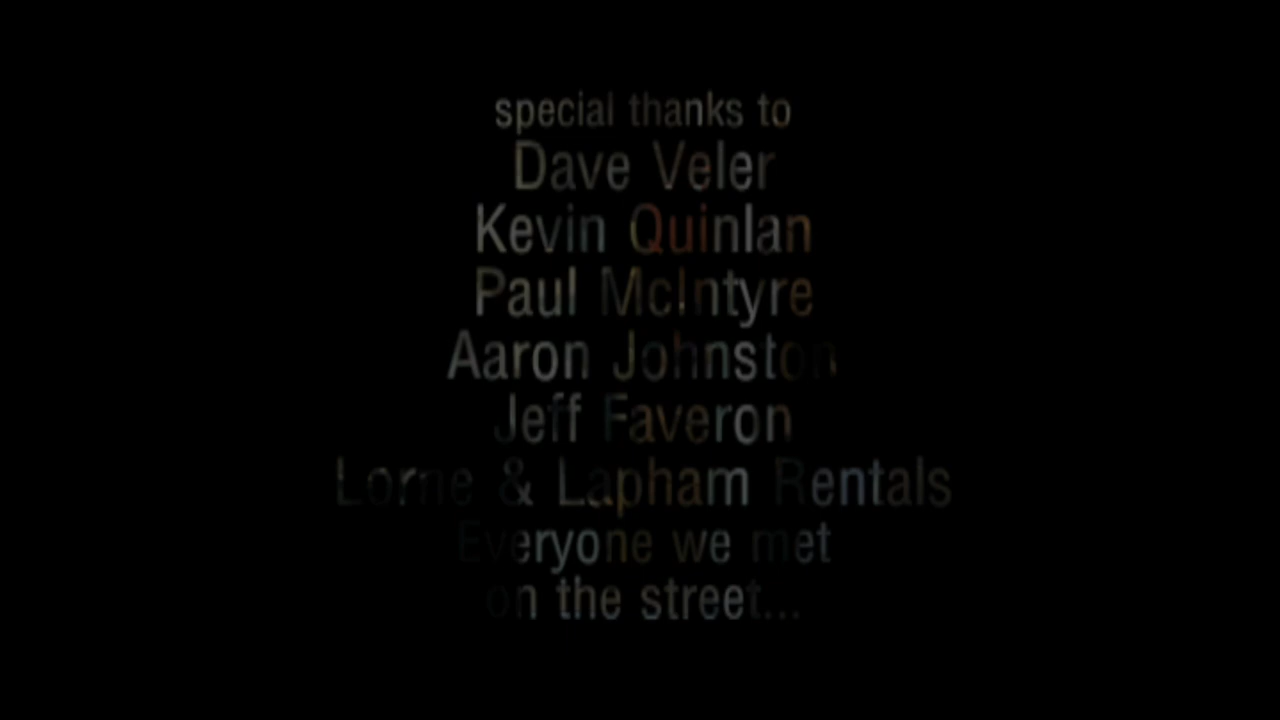 special thanks to
Dave Veler
Kevin Quinlan
Paul McIntyre
Aaron Johnston
Jeff Faveron
Lorne & Lapham Rentals
Everyone we met
on the street...